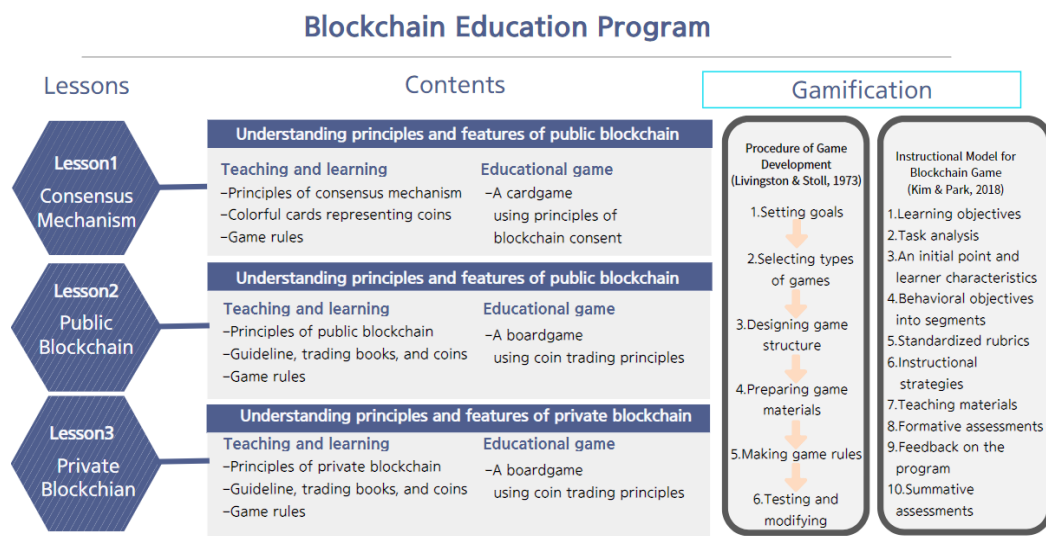 Blockchain Education Program
Lessons
Contents
Gamification
Lesson1
Consensus
Mechanism
Understanding principles and features of public blockchain
Teaching and learning
–Principles of consensus mechanism
–Colorful cards representing coins
–Game rules
Educational game
–A cardgame
using principles of
blockchain consent
Lesson2
Public
Blockchain
Understanding principles and features of public blockchain
Teaching and learning
–Principles of public blockchain
–Guideline, trading books, and coins
–Game rules
Educational game
–A boardgame
using coin trading principles
Lesson3
Private
Blockchian
Understanding principles and features of private blockchain
Teaching and learning
–Principles of private blockchain
–Guideline, trading books, and coins
–Game rules
Educational game
–A boardgame
using coin trading principles
Procedure of Game
Development
(Livingston & Stoll, 1973)
1.Setting goals
2.Selecting types
of games
3.Designing game
structure
4.Preparing game
materials
5.Making game rules
6.Testing and
modifying
Instructional Model for
Blockchain Game
(Kim & Park, 2018)
1.Learning objectives
2.Task analysis
3.An initial point and
learner characteristics
4.Behavioral objectives
into segments
5.Standardized rubrics
6.Instructional
strategies
7.Teaching materials
8.Formative assessments
9.Feedback on the
program
10.Summative
assessments